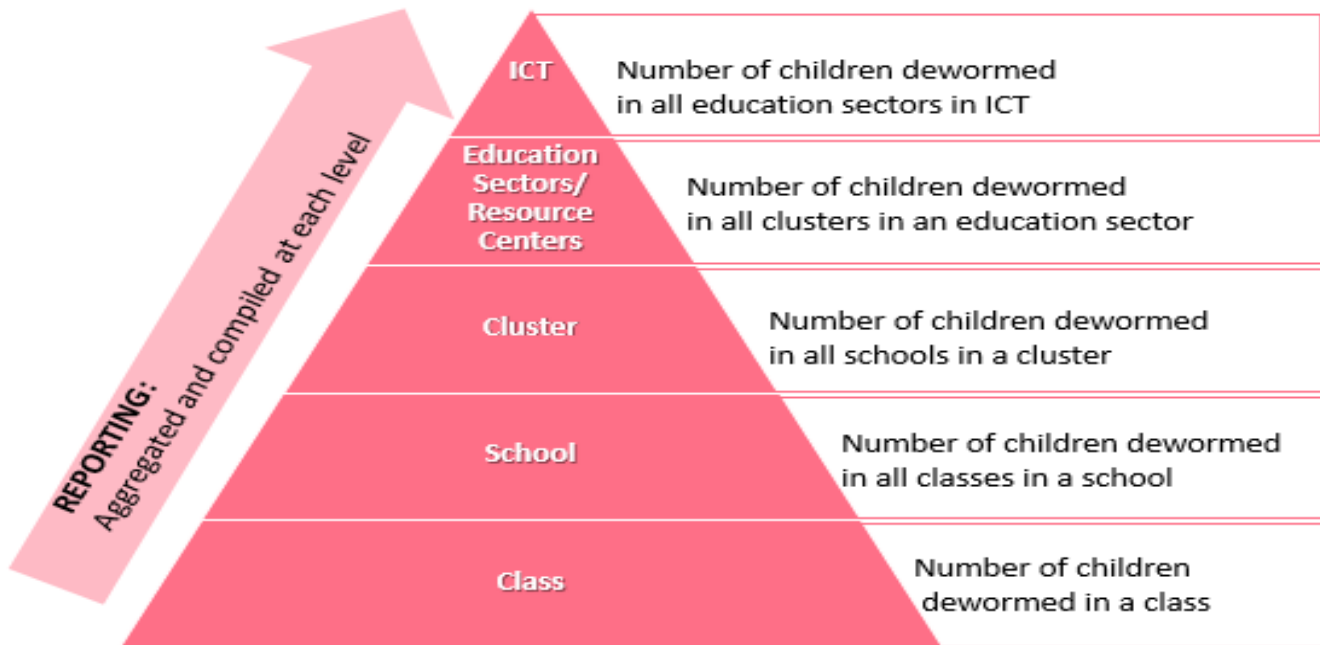 REPORTING:
Aggregated and compiled at each level
ICT
Number of children dewormed
in all education sectors in ICT
Education
Sectors/
Resource
Centers
Number of children dewormed
in all clusters in an education sector
Cluster
Number of children dewormed
in all schools in a cluster
School
Number of children dewormed
in all classes in a school
Class
Number of children
dewormed in a class